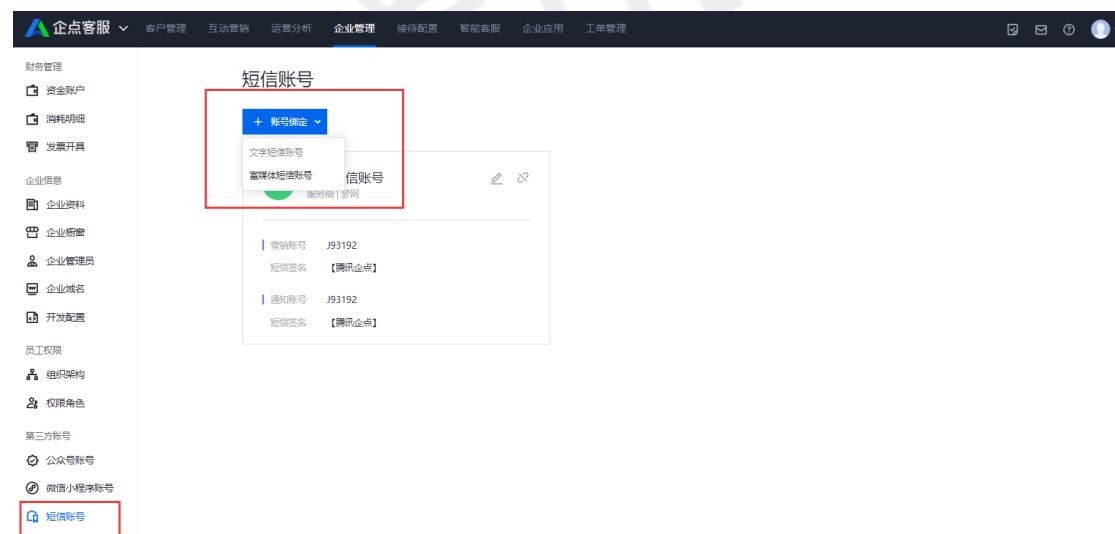 企点客服 客户管理 互动营销 运营分析 企业管理 接待配置 智能客服 企业应用 工单管理
财务管理
资金账户
消耗明细
发票开具
企业信息
企业资料
企业橱窗
企业管理员
企业域名
开发配置
员工权限
组织架构
权限角色
第三方账号
公众号账号
微信小程序账号
短信账号
短信账号
+ 账号绑定
文字短信账号
富媒体短信账号
信账号
服务商 | 梦网
营销账号 J93192
短信签名 【腾讯企点】
通知账号 J93192
短信签名 【腾讯企点】